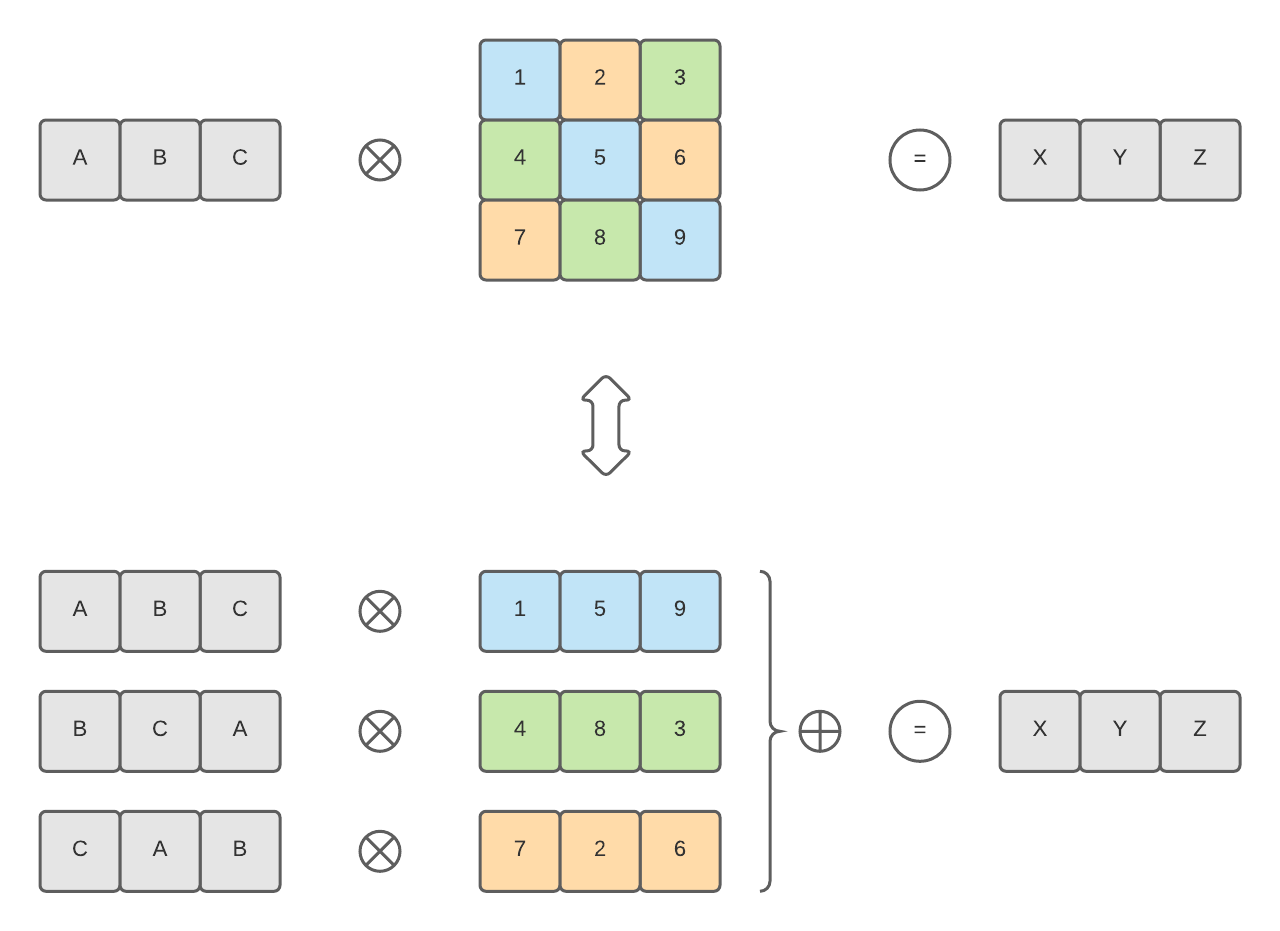 1 2 3
A B C 4 5 6 = X Y Z
7 8 9
A B C 1 5 9
B C A 4 8 3 = X Y Z
C A B 7 2 6